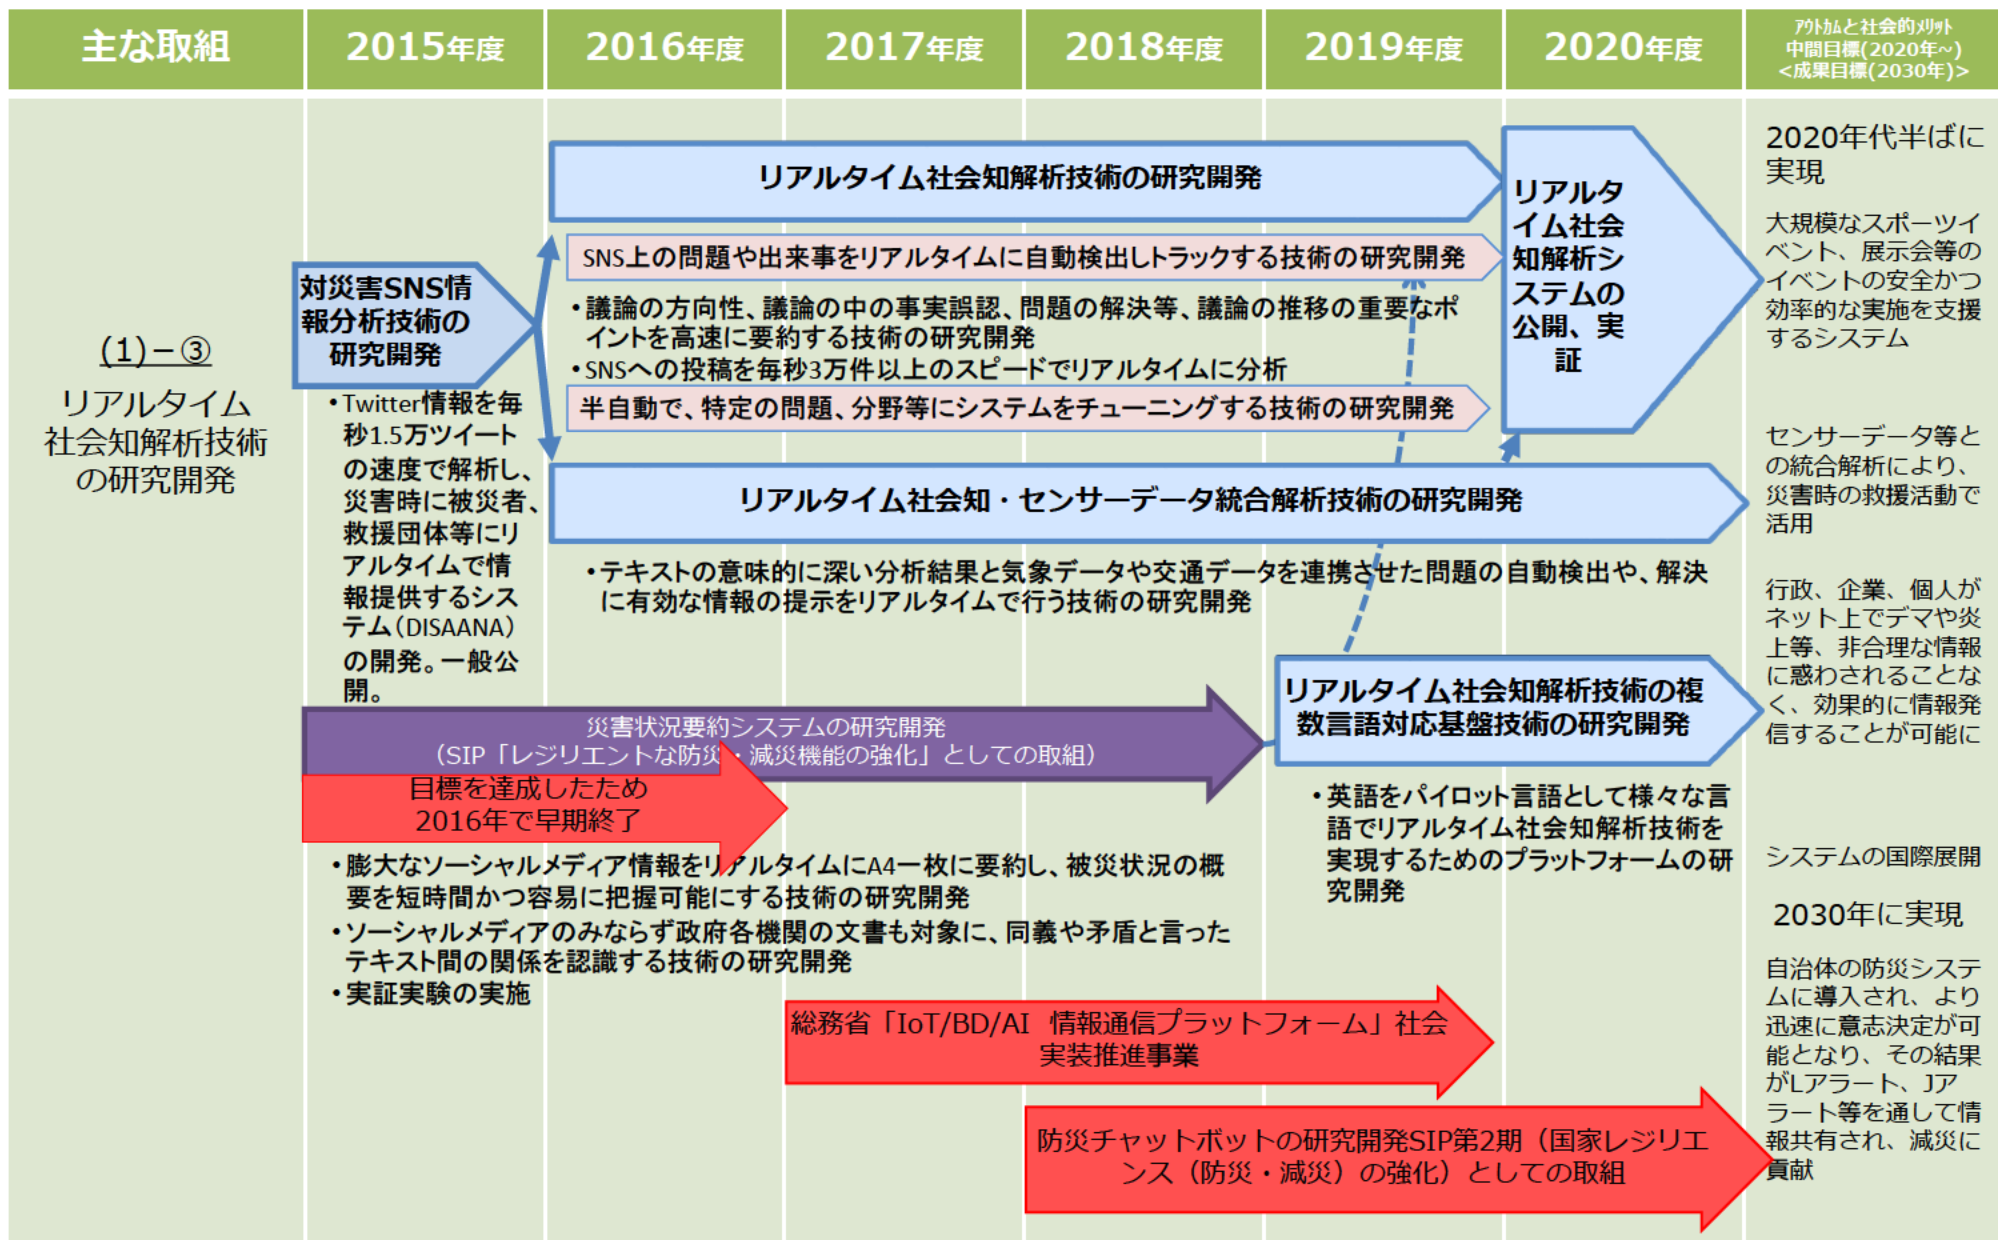 主な取組
2015年度
2016年度
2017年度
2018年度
2019年度
2020年度
ｱｳﾄｶﾑと社会的ﾒﾘｯﾄ
中間目標(2020年~)
<成果目標(2030年)>
(1)－③
リアルタイム
社会知解析技術
の研究開発
対災害SNS情
報分析技術の
研究開発
•Twitter情報を毎
秒1.5万ツイート
の速度で解析し、
災害時に被災者、
救援団体等にリ
アルタイムで情
報提供するシス
テム（DISAANA）
の開発。一般公
開。
リアルタイム社会知解析技術の研究開発
SNS上の問題や出来事をリアルタイムに自動検出しトラックする技術の研究開発
•議論の方向性、議論の中の事実誤認、問題の解決等、議論の推移の重要なポ
イントを高速に要約する技術の研究開発
•SNSへの投稿を毎秒3万件以上のスピードでリアルタイムに分析
半自動で、特定の問題、分野等にシステムをチューニングする技術の研究開発
リアルタイム社会知・センサーデータ統合解析技術の研究開発
•テキストの意味的に深い分析結果と気象データや交通データを連携させた問題の自動検出や、解決
に有効な情報の提示をリアルタイムで行う技術の研究開発
リアルタ
イム社会
知解析シ
ステムの
公開、実
証
災害状況要約システムの研究開発
（SIP「レジリエントな防災・減災機能の強化」としての取組）
目標を達成したため
2016年で早期終了
•膨大なソーシャルメディア情報をリアルタイムにA4一枚に要約し、被災状況の概
要を短時間かつ容易に把握可能にする技術の研究開発
•ソーシャルメディアのみならず政府各機関の文書も対象に、同義や矛盾と言った
テキスト間の関係を認識する技術の研究開発
•実証実験の実施
リアルタイム社会知解析技術の複
数言語対応基盤技術の研究開発
•英語をパイロット言語として様々な言
語でリアルタイム社会知解析技術を
実現するためのプラットフォームの研
究開発
総務省「IoT/BD/AI　情報通信プラットフォーム」社会
実装推進事業
防災チャットボットの研究開発SIP第2期（国家レジリエ
ンス（防災・減災）の強化）としての取組
2020年代半ばに
実現
大規模なスポーツイ
ベント、展示会等の
イベントの安全かつ
効率的な実施を支援
するシステム
センサーデータ等と
の統合解析により、
災害時の救援活動で
活用
行政、企業、個人が
ネット上でデマや炎
上等、非合理な情報
に惑わされることな
く、効果的に情報発
信することが可能に
システムの国際展開
2030年に実現
自治体の防災システ
ムに導入され、より
迅速に意志決定が可
能となり、その結果
がLアラート、Jア
ラート等を通して情
報共有され、減災に
貢献